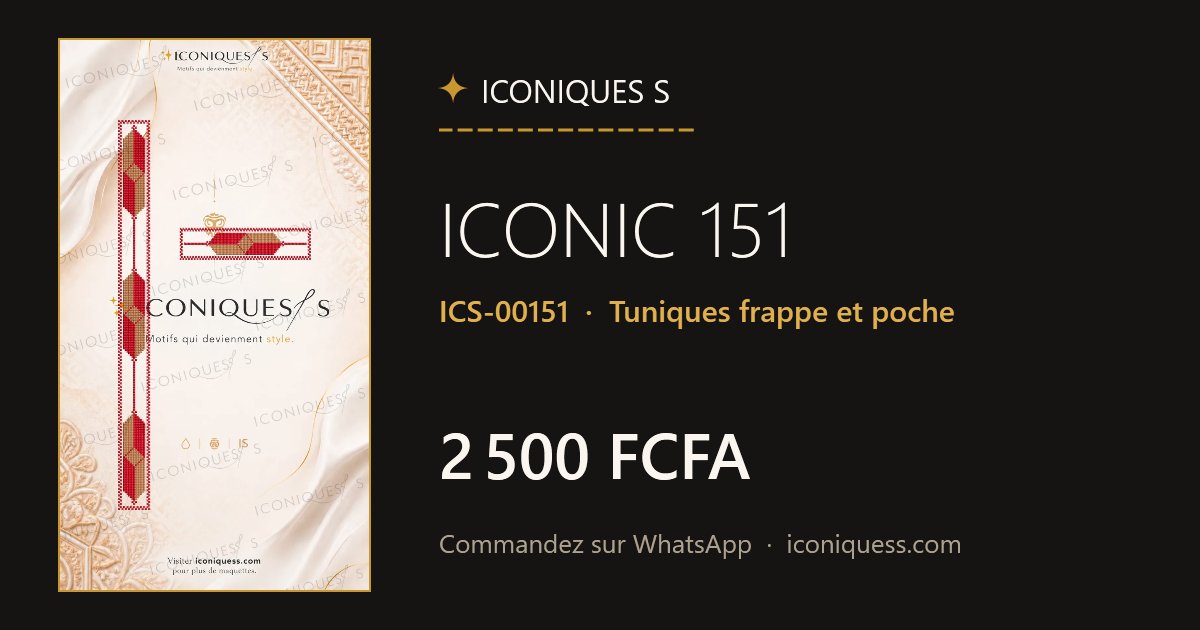 ICONIQUES S
Motifs qui deviennent style.
ICONIQUES S
Motifs qui deviennent style.
IS
Visiter iconiquess.com
pour plus de maquettes.
ICONIQUES S
ICONIC 151
ICS-00151 · Tuniques frappe et poche
2 500 FCFA
Commandez sur WhatsApp · iconiquess.com